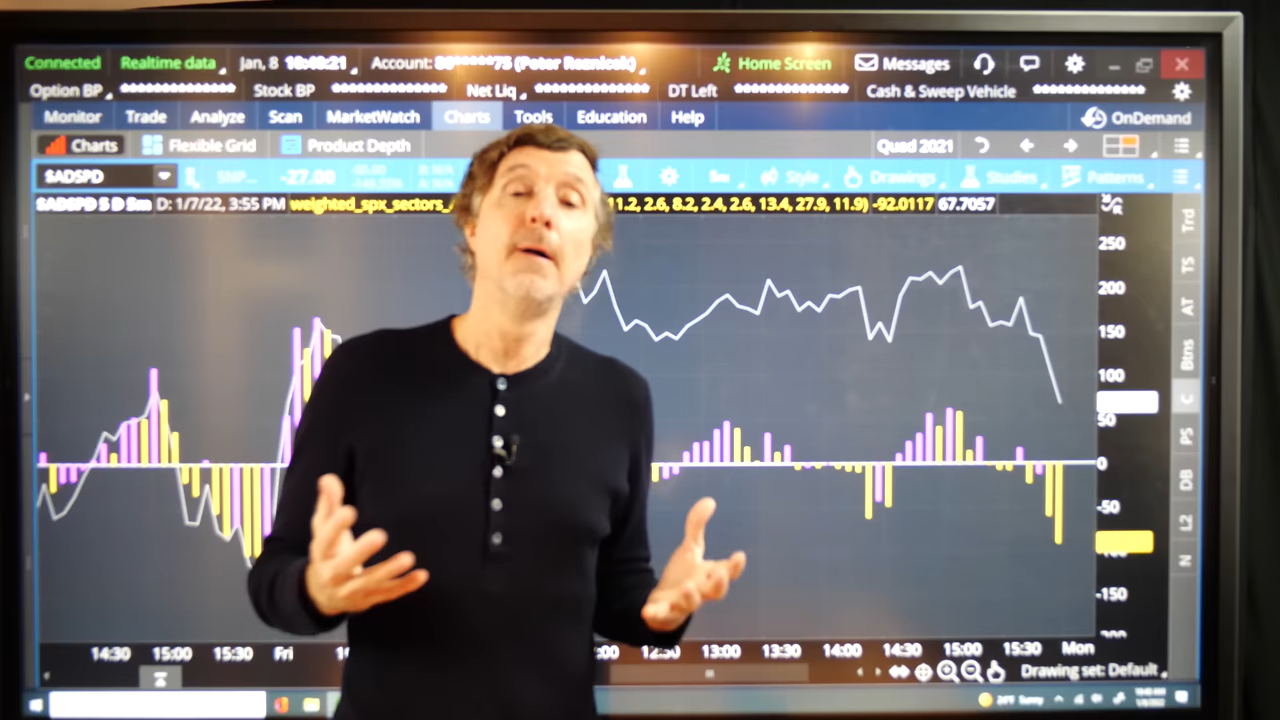 Connected Realtime data Jan, 8 Account: (Peter Reznicek) Home Screen Messages
Option BP ************* Stock BP ************* Net Liq ************* DT Left ************* Cash & Sweep Vehicle *************
Monitor Trade Analyze Scan MarketWatch Charts Tools Education Help OnDemand
Charts Flexible Grid Product Depth Quad 2021
$ADSPD -27.00 5m Style Drawings Studies Patterns
$ADSPD 5 D 5m D: 1/7/22, 3:55 PM weighted_spx_sectors_ 11.2, 2.6, 8.2, 2.4, 2.6, 13.4, 27.9, 11.9) -92.0117 67.7057
Trd
TS
AT
Btns
C
PS
DB
L2
N
250
200
150
100
50
0
-50
-150
14:30 15:00 15:30 Fri 12:30 13:00 13:30 14:00 14:30 15:00 15:30 Mon
Drawing set: Default
Sunny